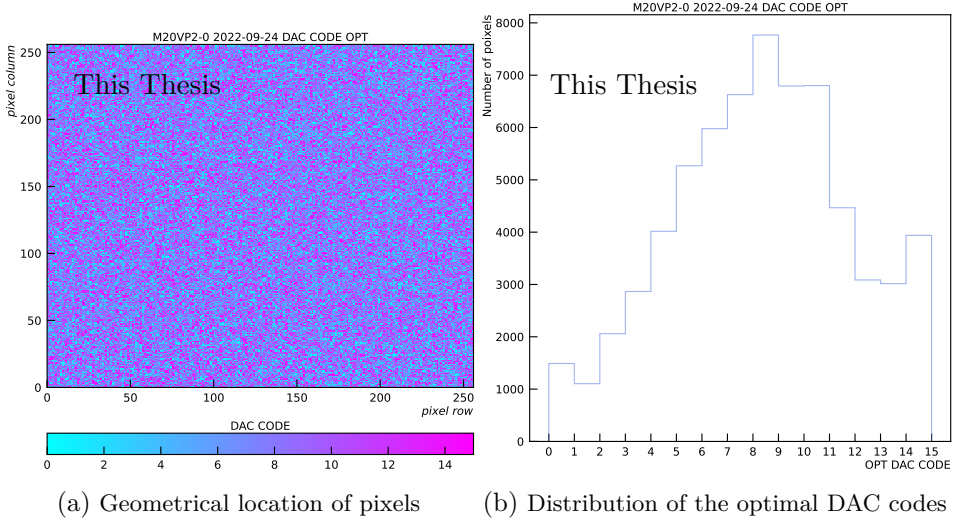 M20VP2-0 2022-09-24 DAC CODE OPT
pixel column
250
200
150
100
50
0
This Thesis
0 50 100 150 200 250
pixel row
DAC CODE
0 2 4 6 8 10 12 14
(a) Geometrical location of pixels
M20VP2-0 2022-09-24 DAC CODE OPT
Number of poixels
8000
7000
6000
5000
4000
3000
2000
1000
0
This Thesis
0 1 2 3 4 5 6 7 8 9 10 11 12 13 14 15
OPT DAC CODE
(b) Distribution of the optimal DAC codes